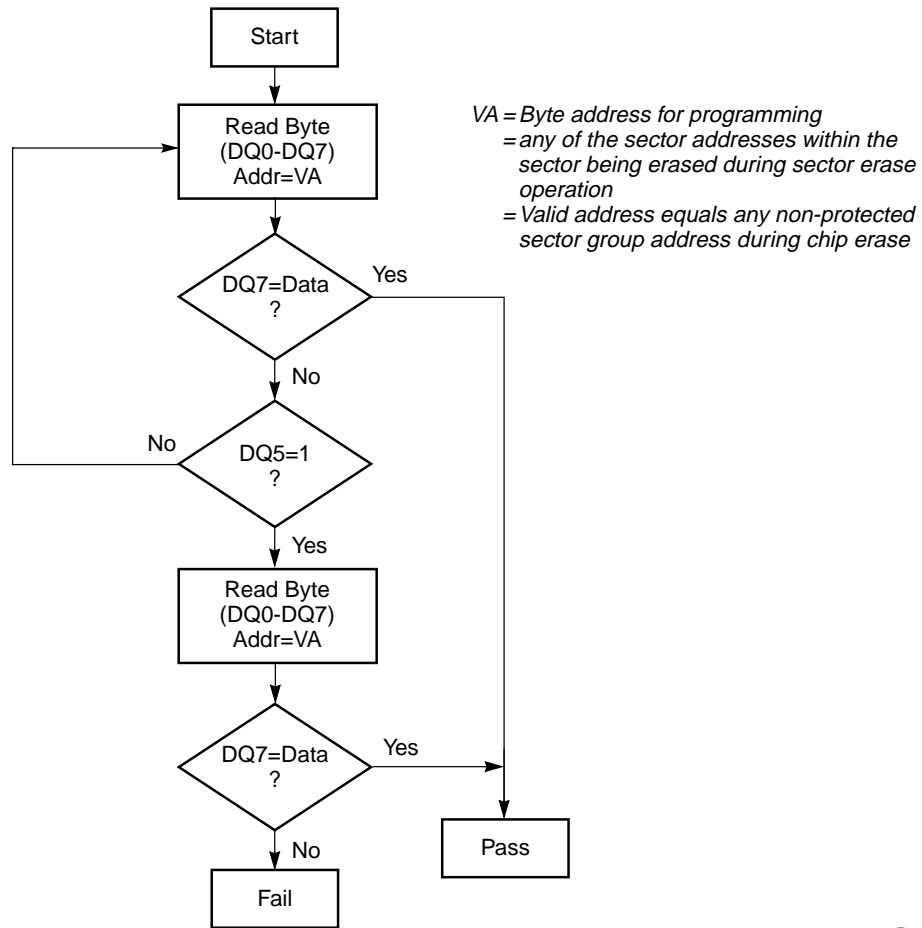 Start
Read Byte
(DQ0-DQ7)
Addr=VA
VA = Byte address for programming
= any of the sector addresses within the
sector being erased during sector erase
operation
= Valid address equals any non-protected
sector group address during chip erase
DQ7=Data
?
Yes
No
DQ5=1
?
No
Yes
Read Byte
(DQ0-DQ7)
Addr=VA
DQ7=Data
?
Yes
No
Pass
Fail